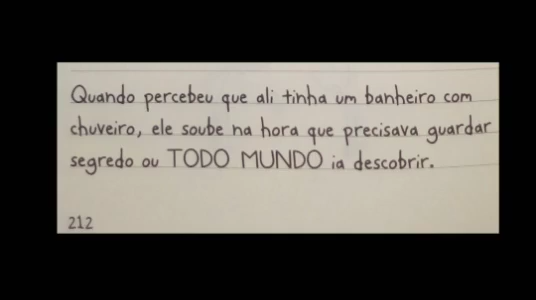 Quando percebeu que ali tinha um banheiro com
chuveiro, ele soube na hora que precisava guardar
segredo ou TODO MUNDO ia descobrir.
212